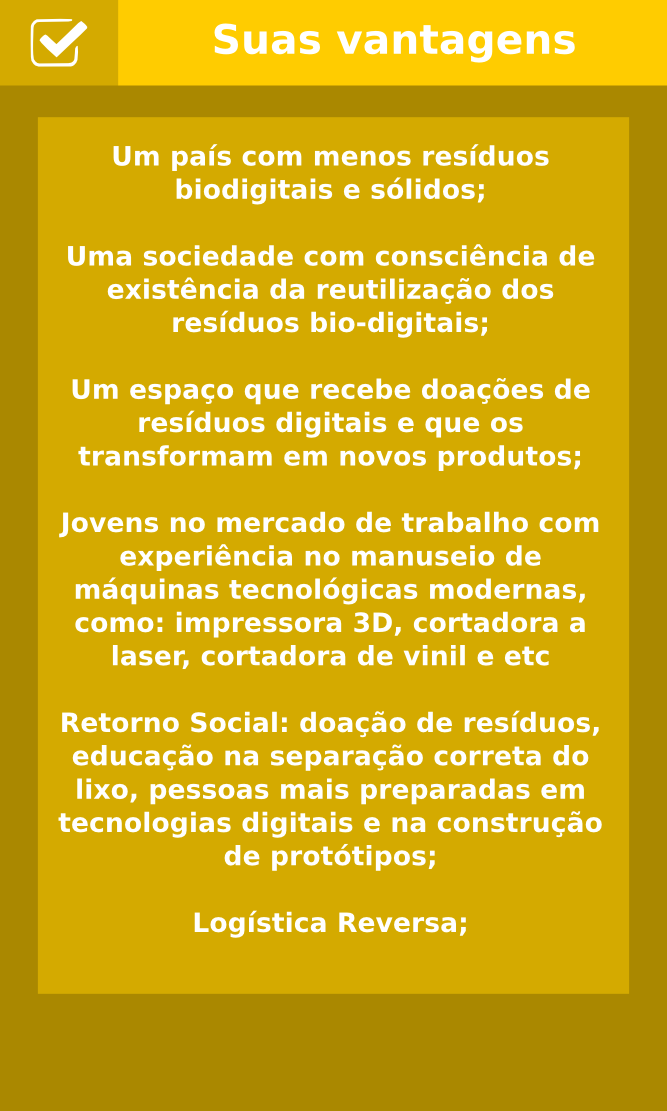 Suas vantagens
Um país com menos resíduos
biodigitais e sólidos;
Uma sociedade com consciência de
existência da reutilização dos
resíduos bio-digitais;
Um espaço que recebe doações de
resíduos digitais e que os
transformam em novos produtos;
Jovens no mercado de trabalho com
experiência no manuseio de
máquinas tecnológicas modernas,
como: impressora 3D, cortadora a
laser, cortadora de vinil e etc
Retorno Social: doação de resíduos,
educação na separação correta do
lixo, pessoas mais preparadas em
tecnologias digitais e na construção
de protótipos;
Logística Reversa;